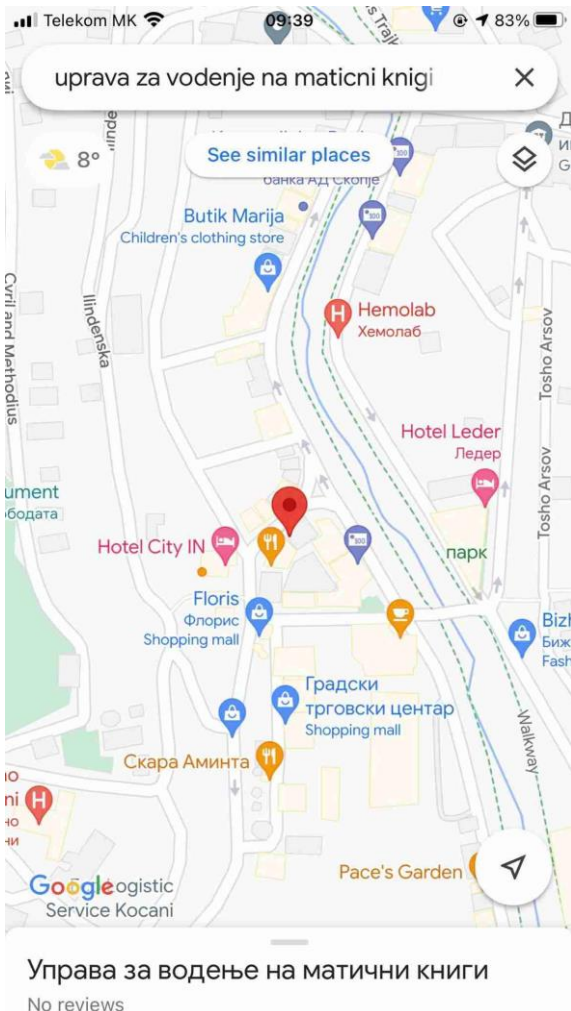 Telekom MK 09:39 83%
uprava za vodenje na maticni knigi
8°
See similar places
банка АД Скопје
Butik Marija
Children's clothing store
Hemolab
Хемолаб
Cyril and Methodius
Ilindenska
Tosho Arsov
Tosho Arsov
Hotel Leder
Ледер
ument
ободата
Hotel City IN
парк
Floris
Флорис
Shopping mall
Bizh
Биж
Fash
Градски
трговски центар
Shopping mall
Walkway
Скара Аминта
Pace's Garden
Google ogistic
Service Kocani
Управа за водење на матични книги
No reviews